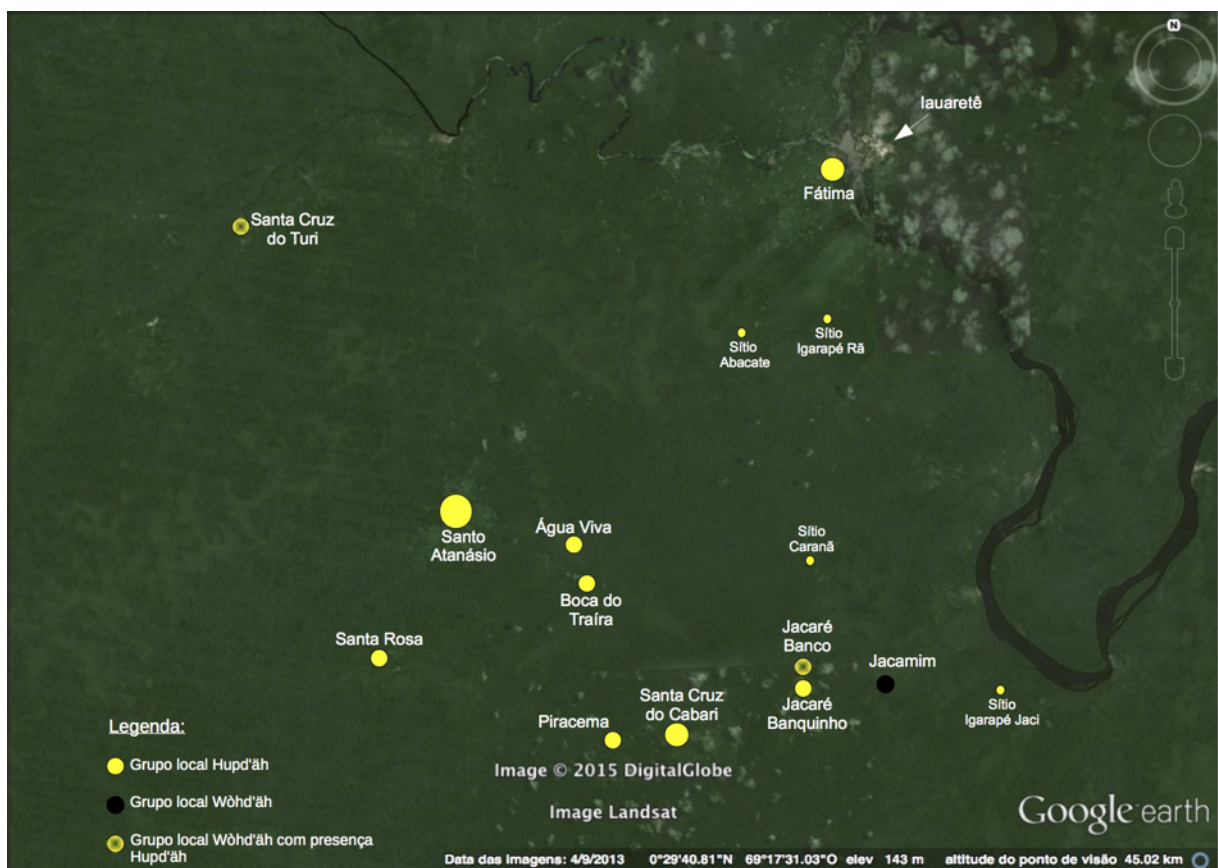 N
Iauaretê
Fátima
Santa Cruz
do Turi
Sítio
Abacate
Sítio
Igarapé Rã
Santo
Atanásio
Água Viva
Boca do
Traíra
Sítio
Caranã
Santa Rosa
Jacaré
Banco
Jacamim
Jacaré
Banquinho
Sítio
Igarapé Jaci
Santa Cruz
do Cabari
Piracema
Legenda:
Grupo local Hupd'äh
Grupo local Wòhd'äh
Grupo local Wòhd'äh com presença
Hupd'äh
Image © 2015 DigitalGlobe
Image Landsat
Google earth
Data das imagens: 4/9/2013 0°29'40.81"N 69°17'31.03"O elev 143 m altitude do ponto de visão 45.02 km